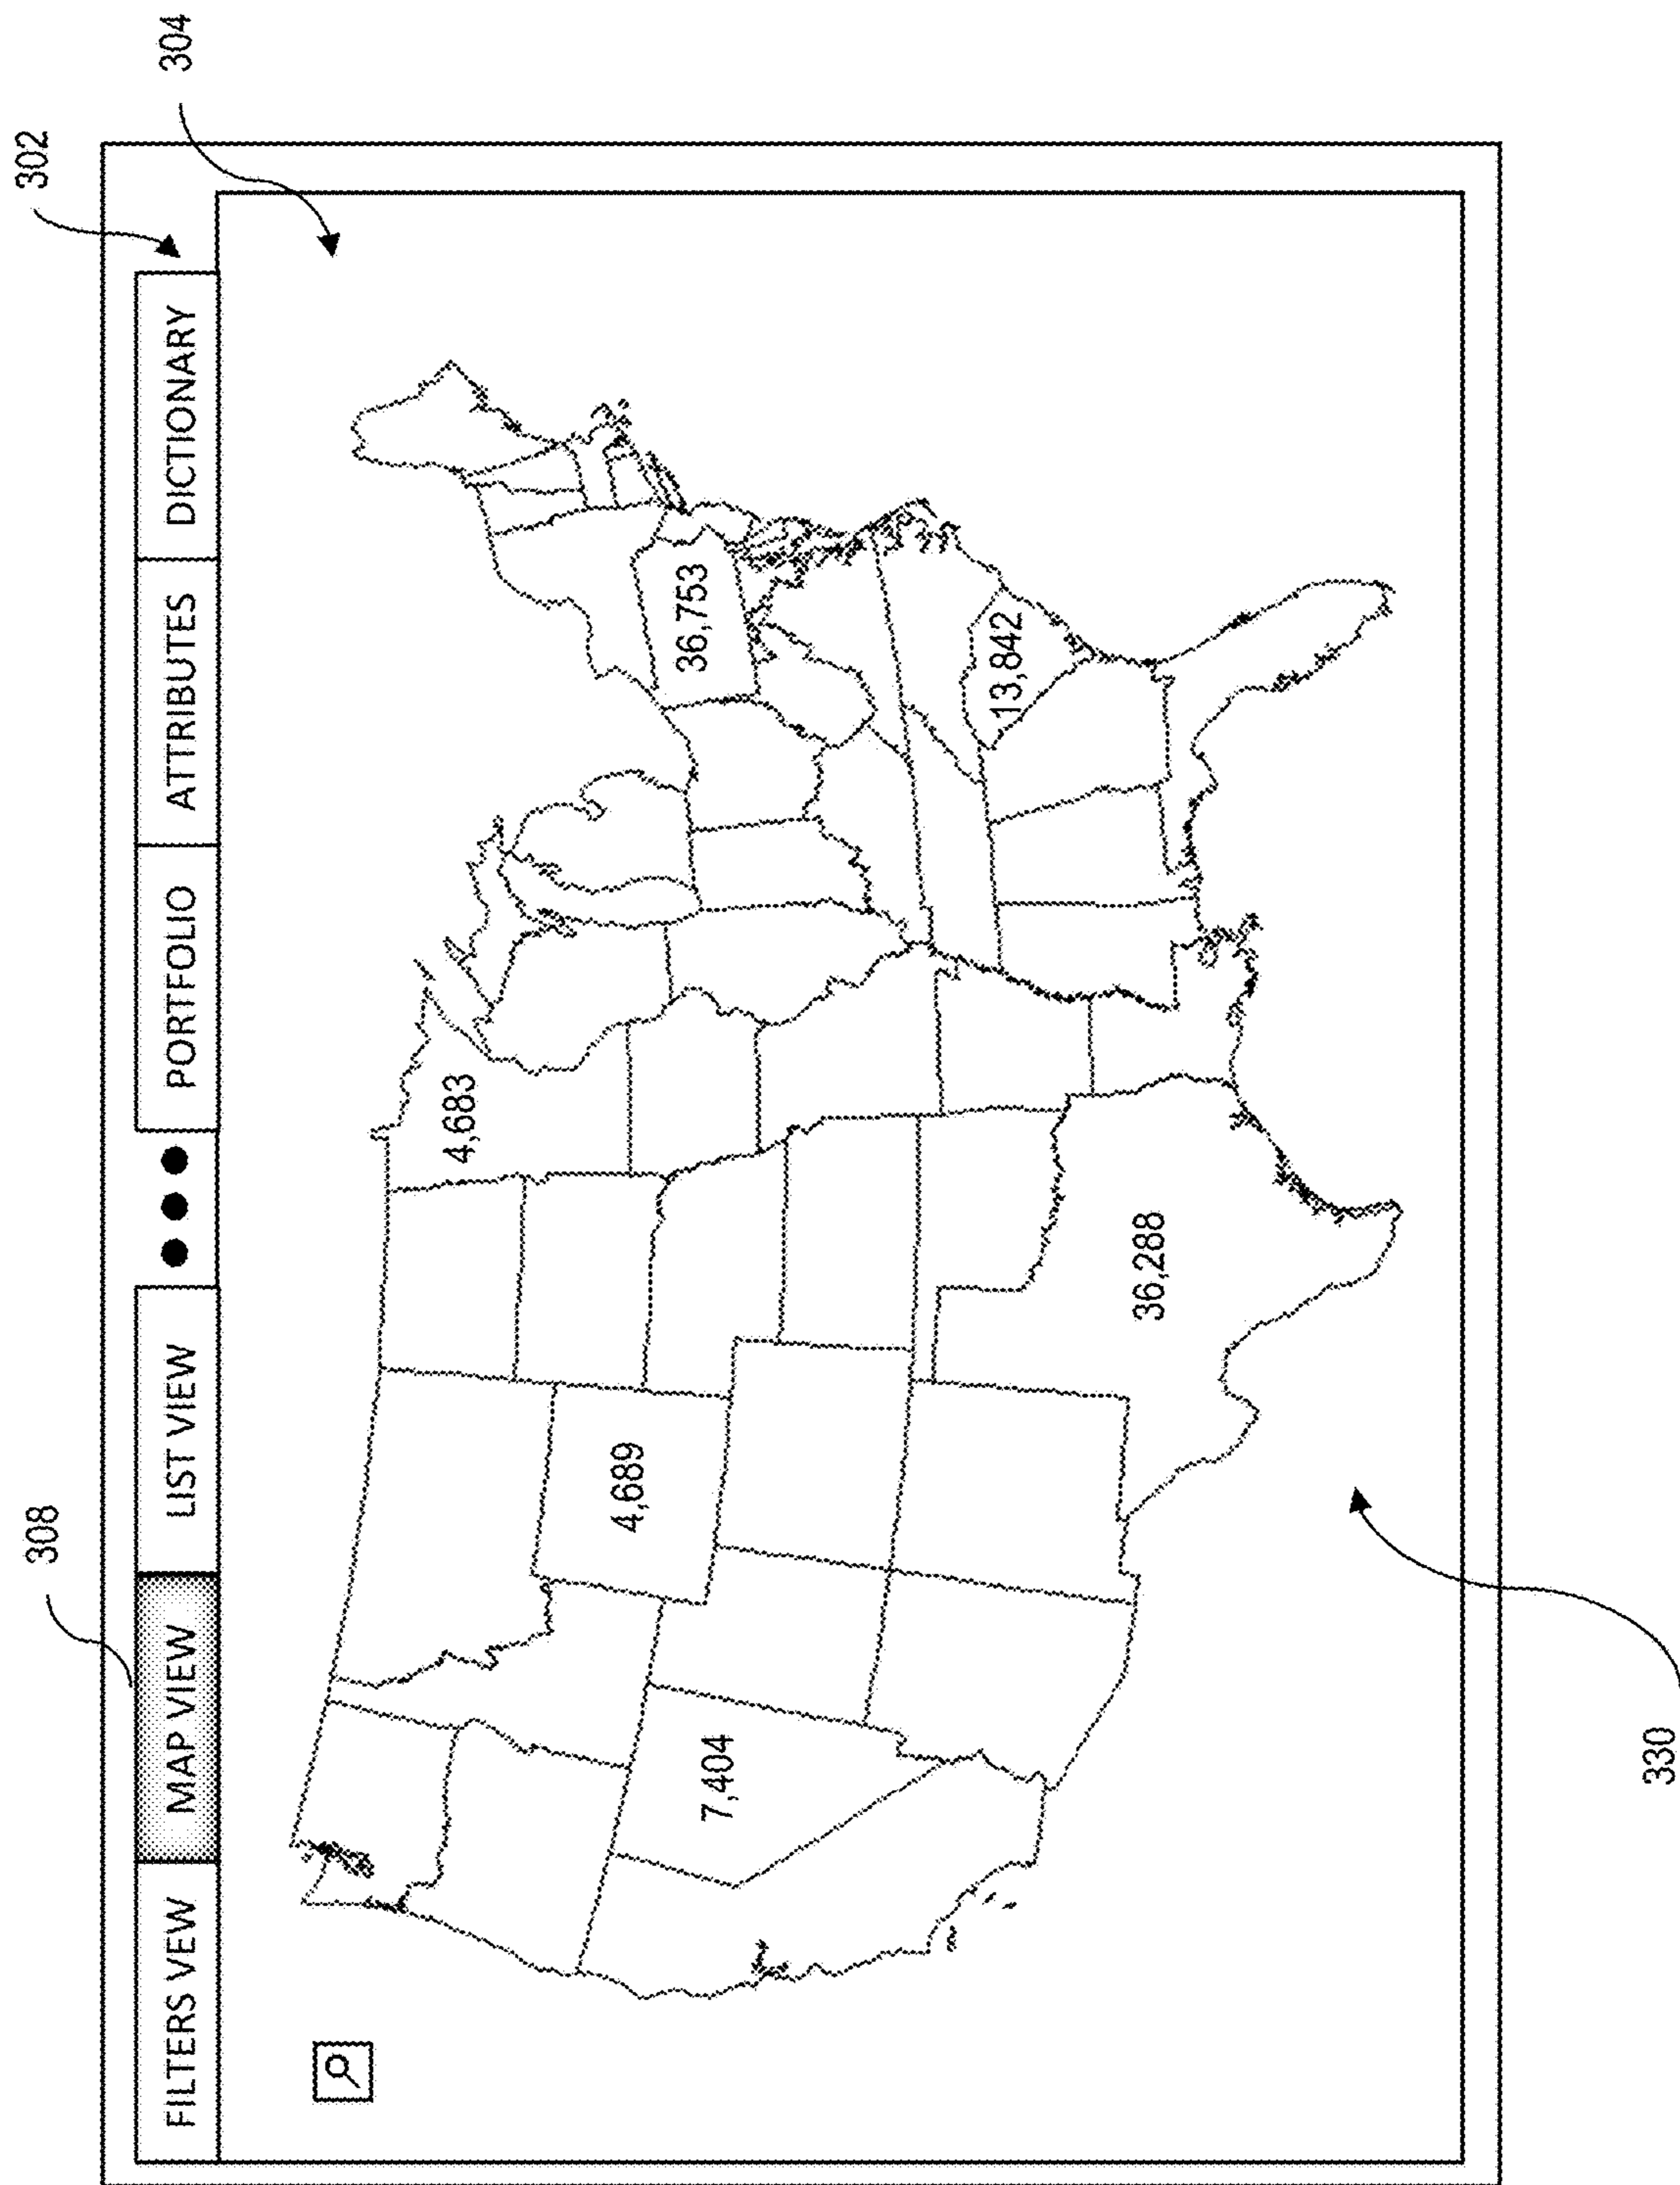 302
304
308
FILTERS VEW
MAP VIEW
LIST VIEW
PORTFOLIO
ATTRIBUTES
DICTIONARY
4,683
36,753
4,689
7,404
13,842
36,288
330